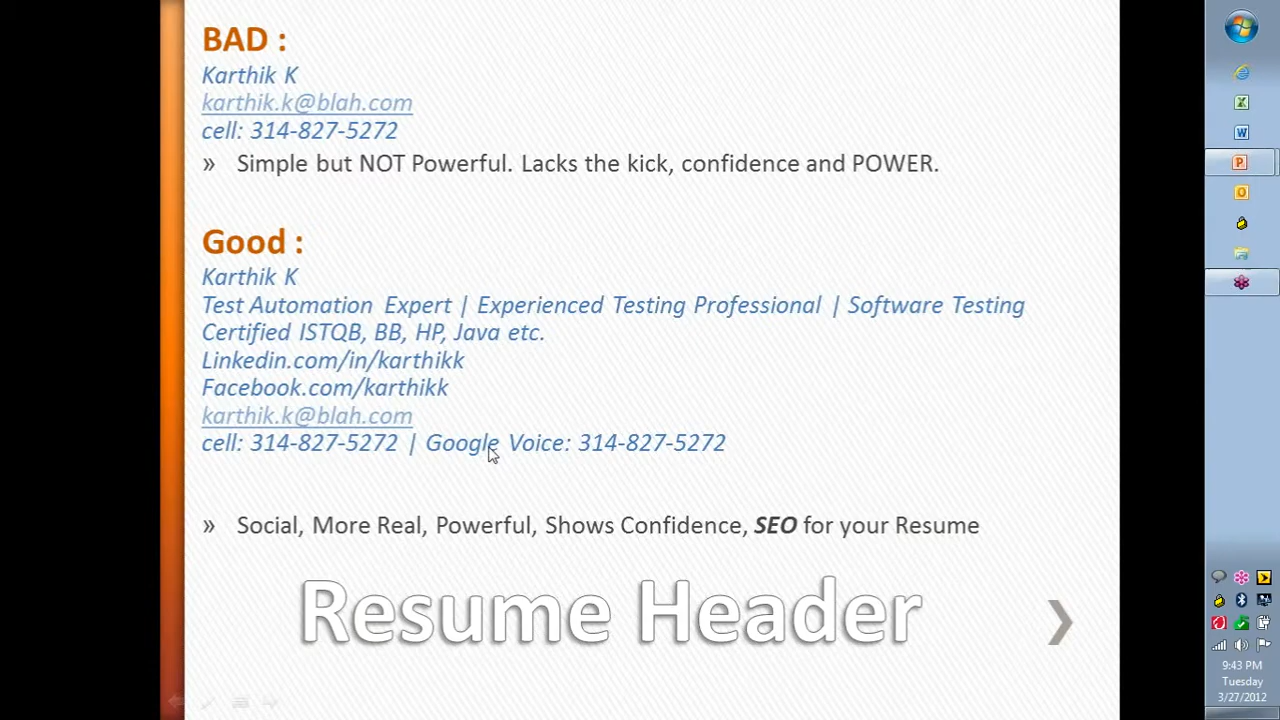 BAD :
Karthik K
karthik.k@blah.com
cell: 314-827-5272
» Simple but NOT Powerful. Lacks the kick, confidence and POWER.
Good :
Karthik K
Test Automation Expert | Experienced Testing Professional | Software Testing
Certified ISTQB, BB, HP, Java etc.
Linkedin.com/in/karthikk
Facebook.com/karthikk
karthik.k@blah.com
cell: 314-827-5272 | Google Voice: 314-827-5272
» Social, More Real, Powerful, Shows Confidence, SEO for your Resume
Resume Header
9:43 PM
Tuesday
3/27/2012